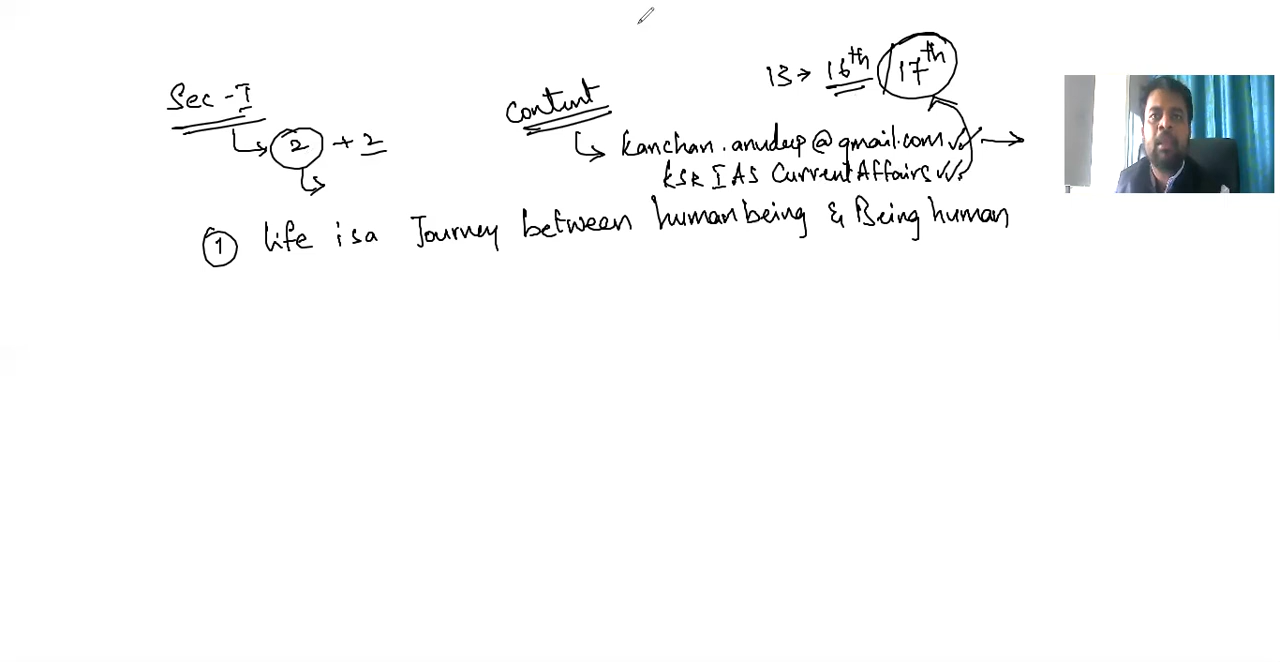 13 → 16th 17th
Sec - I
2 + 2
Content
kanchan.anudeep@gmail.com
KSR IAS Current Affairs
1 life is a Journey between human being & Being human